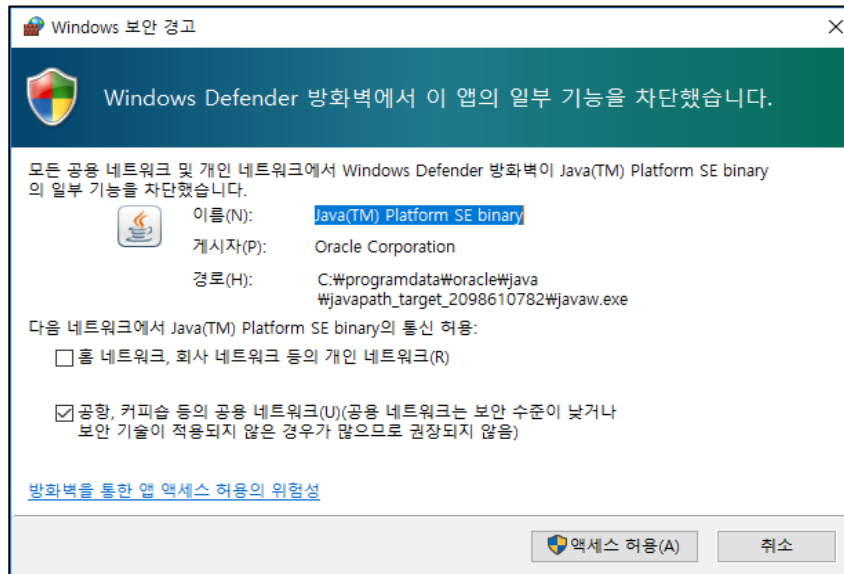 Windows 보안 경고
Windows Defender 방화벽에서 이 앱의 일부 기능을 차단했습니다.
모든 공용 네트워크 및 개인 네트워크에서 Windows Defender 방화벽이 Java(TM) Platform SE binary
의 일부 기능을 차단했습니다.
이름(N): Java(TM) Platform SE binary
게시자(P): Oracle Corporation
경로(H): C:₩programdata₩oracle₩java
₩javapath_target_2098610782₩javaw.exe
다음 네트워크에서 Java(TM) Platform SE binary의 통신 허용:
홈 네트워크, 회사 네트워크 등의 개인 네트워크(R)
공항, 커피숍 등의 공용 네트워크(U)(공용 네트워크는 보안 수준이 낮거나
보안 기술이 적용되지 않은 경우가 많으므로 권장되지 않음)
방화벽을 통한 앱 액세스 허용의 위험성
액세스 허용(A) 취소